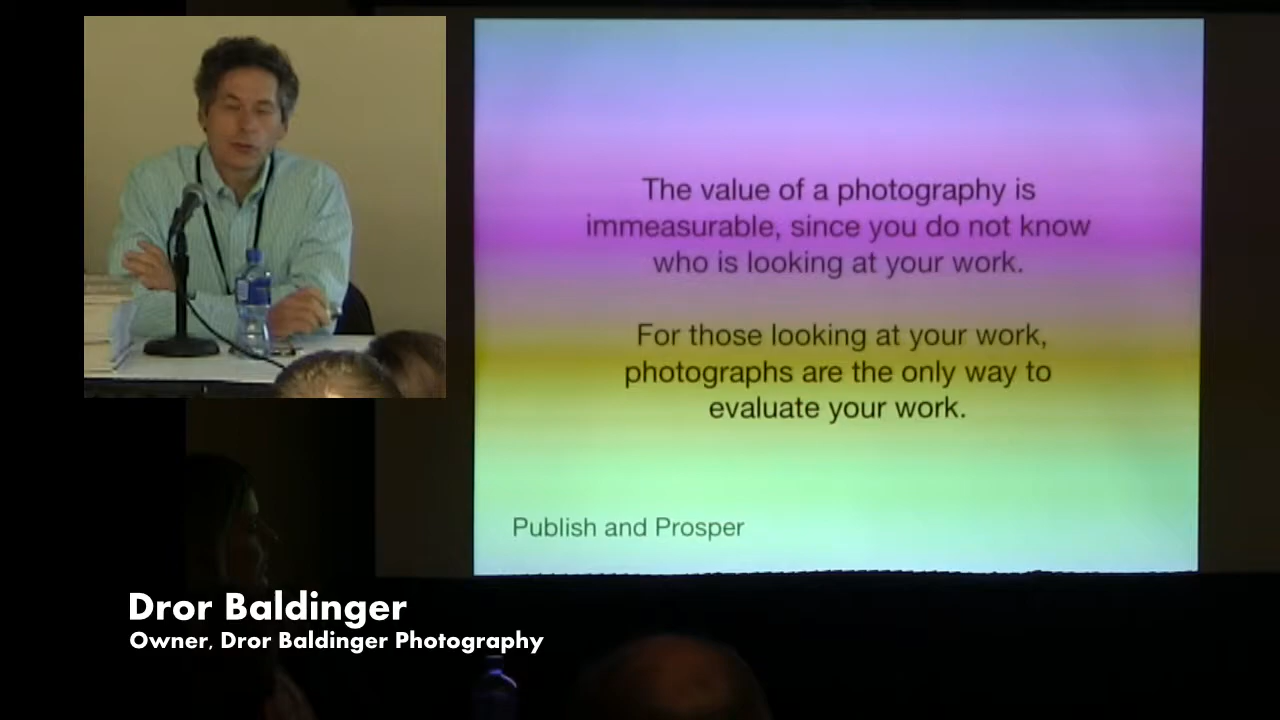 The value of a photography is
immeasurable, since you do not know
who is looking at your work.
For those looking at your work,
photographs are the only way to
evaluate your work.
Publish and Prosper
Dror Baldinger
Owner, Dror Baldinger Photography